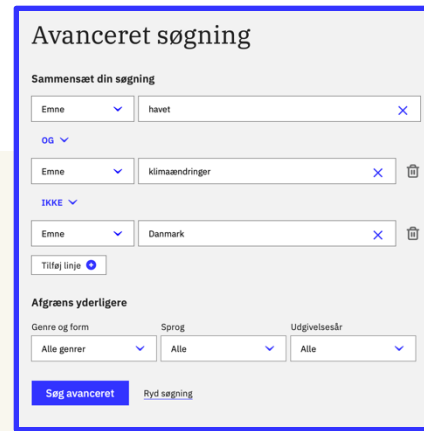 Avanceret søgning
Sammensæt din søgning
Emne havet
OG
Emne klimaændringer
IKKE
Emne Danmark
Tilføj linje
Afgræns yderligere
Genre og form Sprog Udgivelsesår
Alle genrer Alle Alle
Søg avanceret Ryd søgning